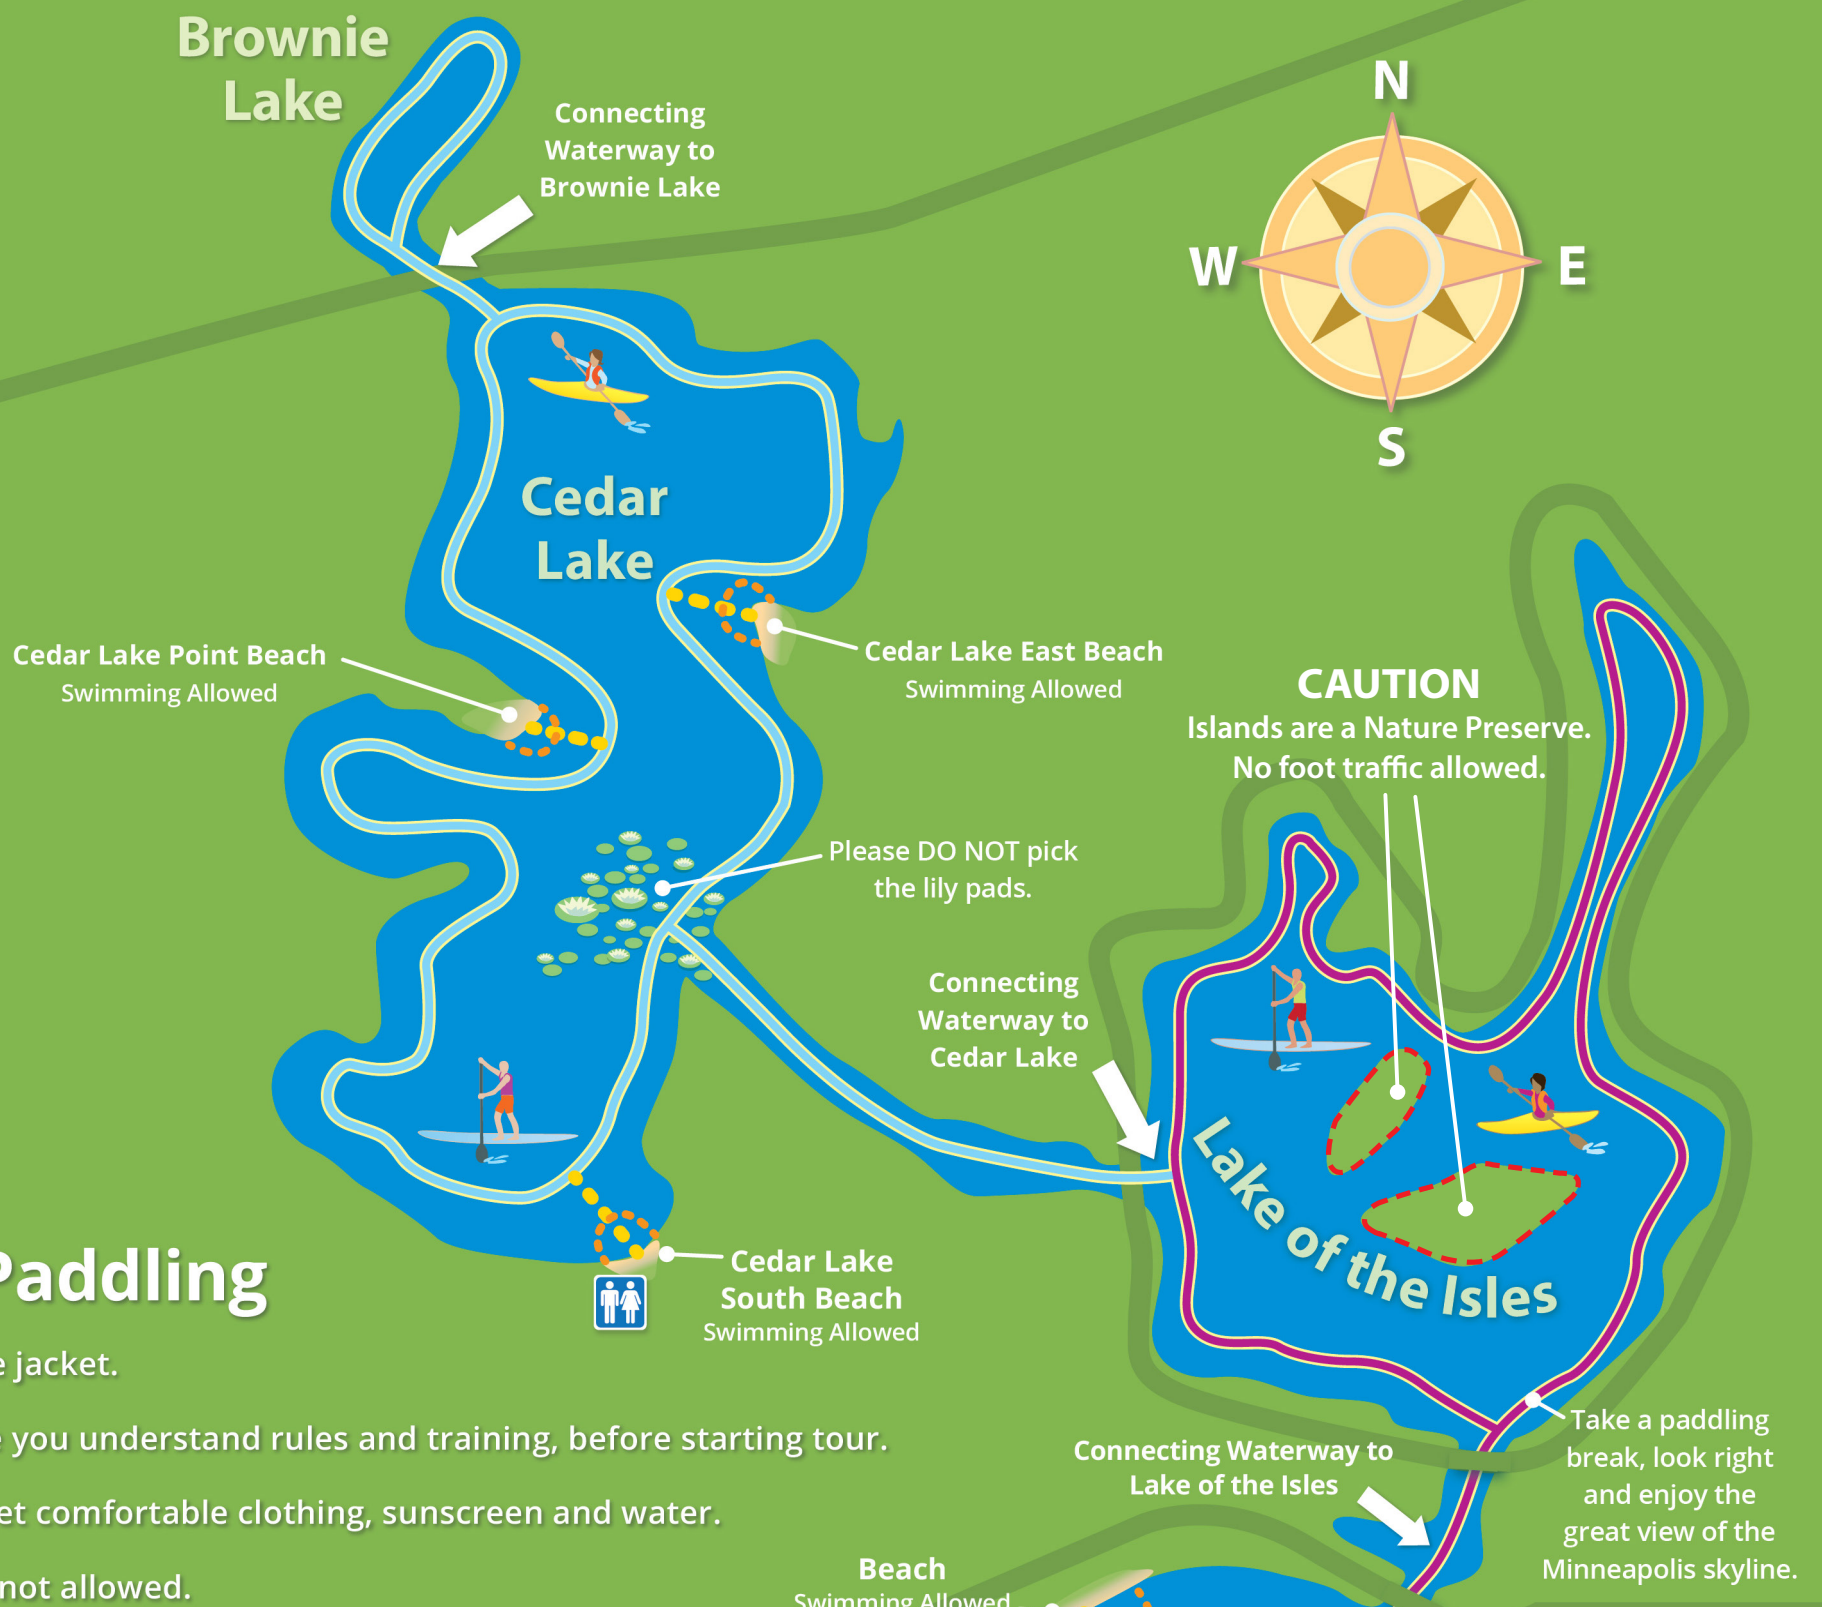 Brownie
Lake
Connecting
Waterway to
Brownie Lake
N
W
E
S
Cedar
Lake
Cedar Lake Point Beach
Swimming Allowed
Cedar Lake East Beach
Swimming Allowed
CAUTION
Islands are a Nature Preserve.
No foot traffic allowed.
Please DO NOT pick
the lily pads.
Connecting
Waterway to
Cedar Lake
Lake of the Isles
Cedar Lake
South Beach
Swimming Allowed
Paddling
e jacket.
e you understand rules and training, before starting tour.
et comfortable clothing, sunscreen and water.
not allowed.
Connecting Waterway to
Lake of the Isles
Take a paddling
break, look right
and enjoy the
great view of the
Minneapolis skyline.
Beach
Swimming Allowed